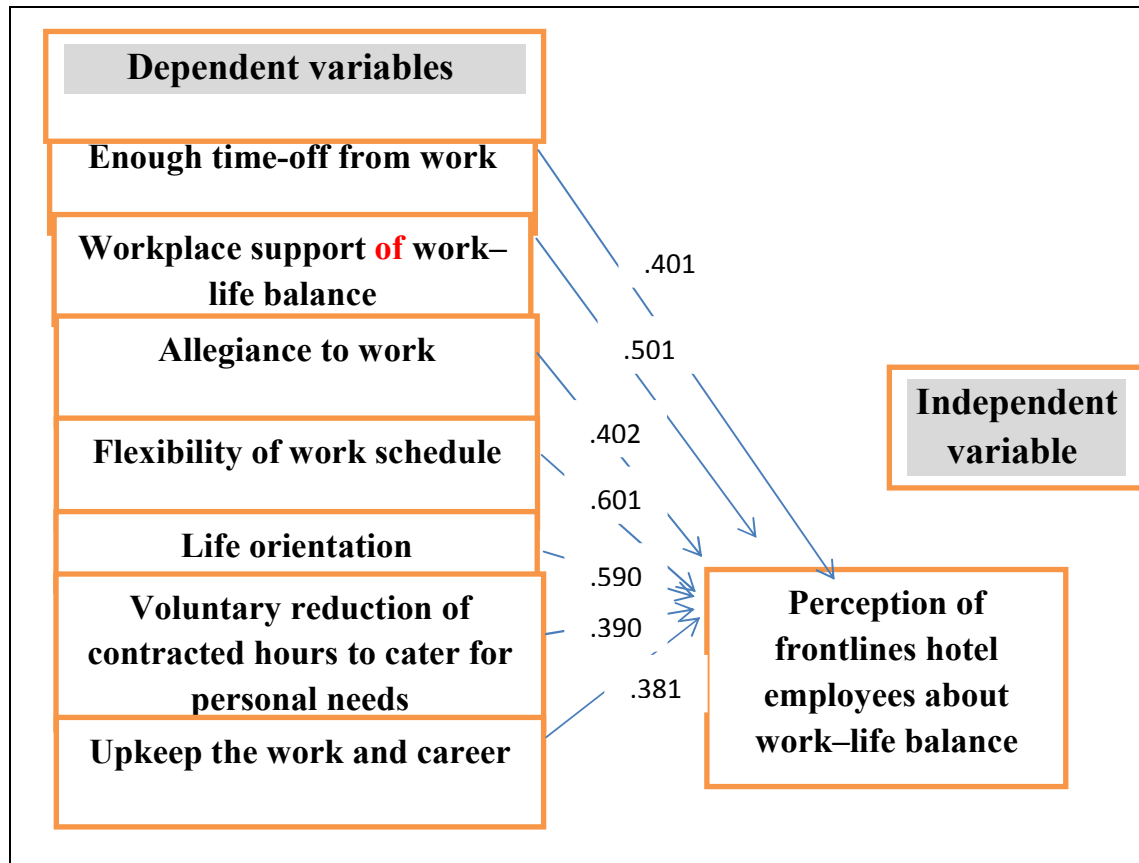 Dependent variables
Enough time-off from work
Workplace support of work–
life balance
Allegiance to work
Flexibility of work schedule
Life orientation
Voluntary reduction of
contracted hours to cater for
personal needs
Upkeep the work and career
.401
.501
.402
.601
.590
.390
.381
Independent
variable
Perception of
frontlines hotel
employees about
work–life balance